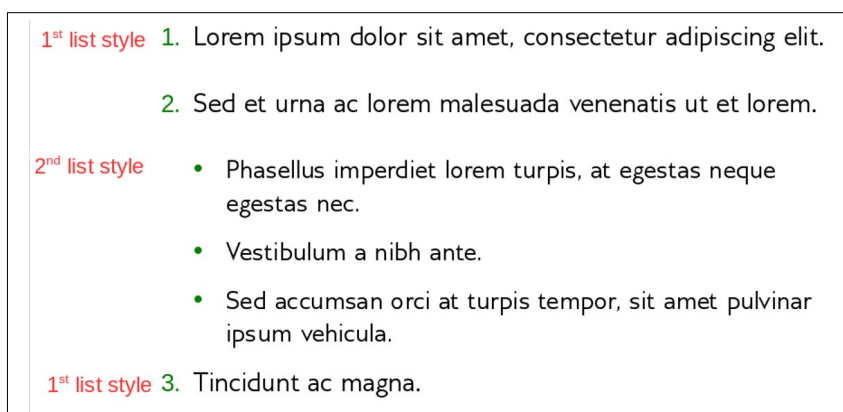 1st list style 1. Lorem ipsum dolor sit amet, consectetur adipiscing elit.
2. Sed et urna ac lorem malesuada venenatis ut et lorem.
2nd list style • Phasellus imperdiet lorem turpis, at egestas neque
egestas nec.
• Vestibulum a nibh ante.
• Sed accumsan orci at turpis tempor, sit amet pulvinar
ipsum vehicula.
1st list style 3. Tincidunt ac magna.